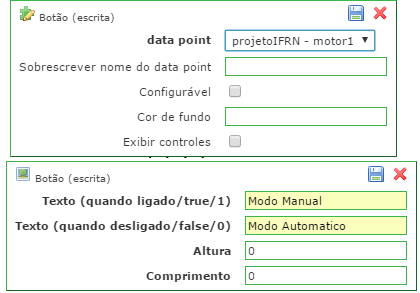 Botão (escrita)
data point projetoIFRN - motor1
Sobrescrever nome do data point
Configurável
Cor de fundo
Exibir controles
Botão (escrita)
Texto (quando ligado/true/1) Modo Manual
Texto (quando desligado/false/0) Modo Automatico
Altura 0
Comprimento 0